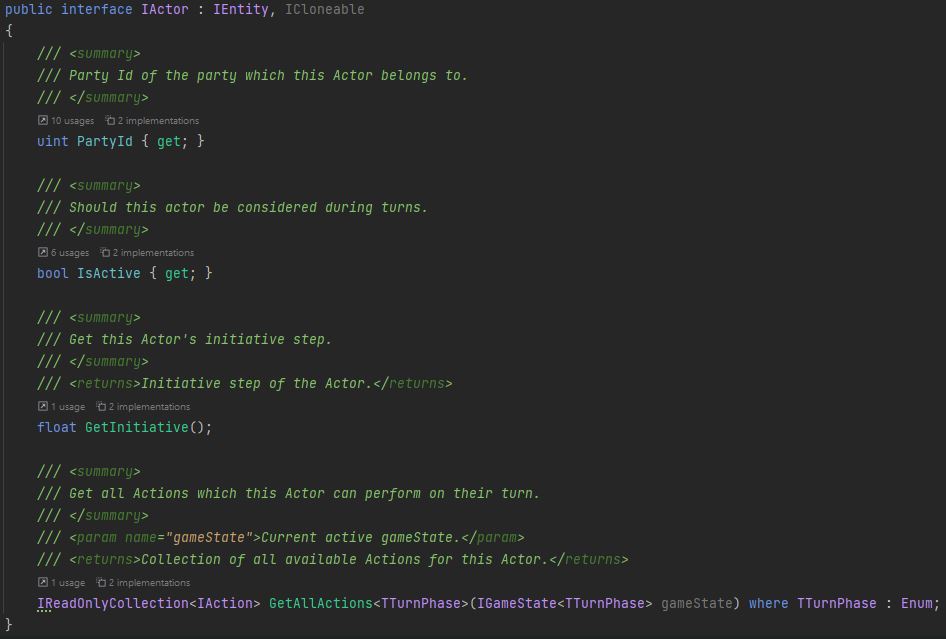 public interface IActor : IEntity, ICloneable
{
/// <summary>
/// Party Id of the party which this Actor belongs to.
/// </summary>
10 usages 2 implementations
uint PartyId { get; }
/// <summary>
/// Should this actor be considered during turns.
/// </summary>
6 usages 2 implementations
bool IsActive { get; }
/// <summary>
/// Get this Actor's initiative step.
/// </summary>
/// <returns>Initiative step of the Actor.</returns>
1 usage 2 implementations
float GetInitiative();
/// <summary>
/// Get all Actions which this Actor can perform on their turn.
/// </summary>
/// <param name="gameState">Current active gameState.</param>
/// <returns>Collection of all available Actions for this Actor.</returns>
1 usage 2 implementations
IReadOnlyCollection<IAction> GetAllActions<TTurnPhase>(IGameState<TTurnPhase> gameState) where TTurnPhase : Enum;
}